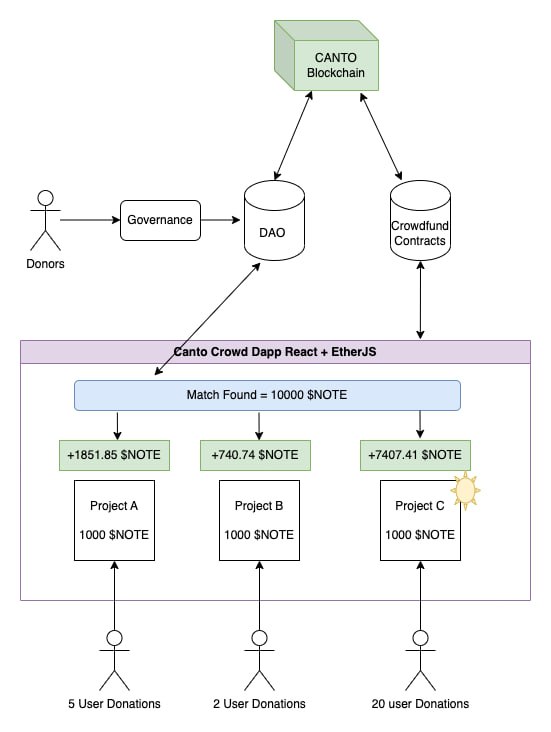 CANTO
Blockchain
Governance
DAO
Crowdfund
Contracts
Donors
Canto Crowd Dapp React + EtherJS
Match Found = 10000 $NOTE
+1851.85 $NOTE
+740.74 $NOTE
+7407.41 $NOTE
Project A
1000 $NOTE
Project B
1000 $NOTE
Project C
1000 $NOTE
5 User Donations
2 User Donations
20 user Donations